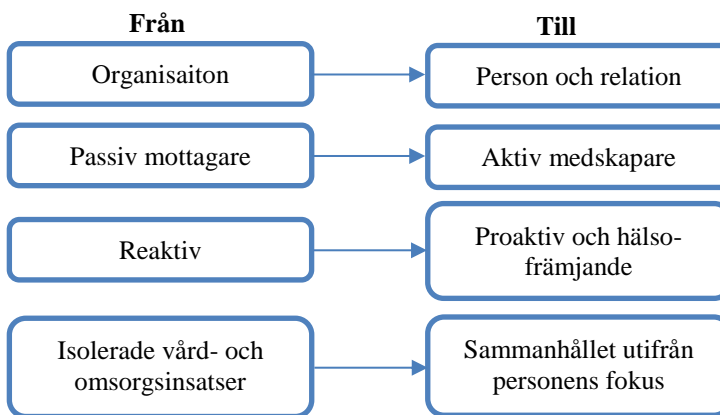 Från Till
Organisaiton Person och relation
Passiv mottagare Aktiv medskapare
Reaktiv
Proaktiv och hälso-
främjande
Isolerade vård- och
omsorgsinsatser
Sammanhållet utifrån
personens fokus